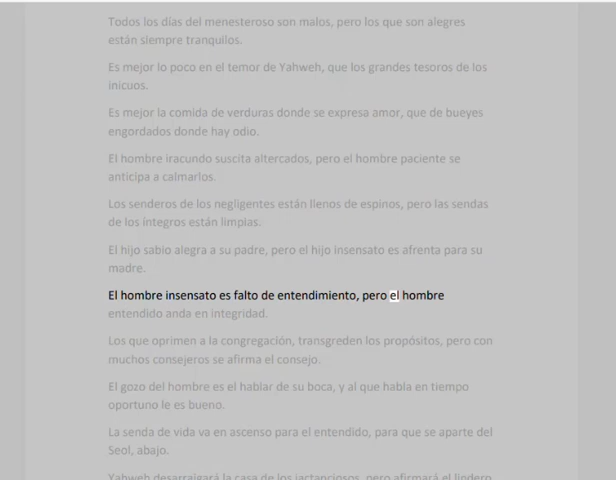 Todos los días del menesteroso son malos, pero los que son alegres
están siempre tranquilos.
Es mejor lo poco en el temor de Yahweh, que los grandes tesoros de los
inicuos.
Es mejor la comida de verduras donde se expresa amor, que de bueyes
engordados donde hay odio.
El hombre iracundo suscita altercados, pero el hombre paciente se
anticipa a calmarlos.
Los senderos de los negligentes están llenos de espinos, pero las sendas
de los íntegros están limpias.
El hijo sabio alegra a su padre, pero el hijo insensato es afrenta para su
madre.
El hombre insensato es falto de entendimiento, pero el hombre
entendido anda en integridad.
Los que oprimen a la congregación, transgreden los propósitos, pero con
muchos consejeros se afirma el consejo.
El gozo del hombre es el hablar de su boca, y al que habla en tiempo
oportuno le es bueno.
La senda de vida va en ascenso para el entendido, para que se aparte del
Seol, abajo.
Yahweh desarraigará la casa de los jactanciosos, pero afirmará el lindero